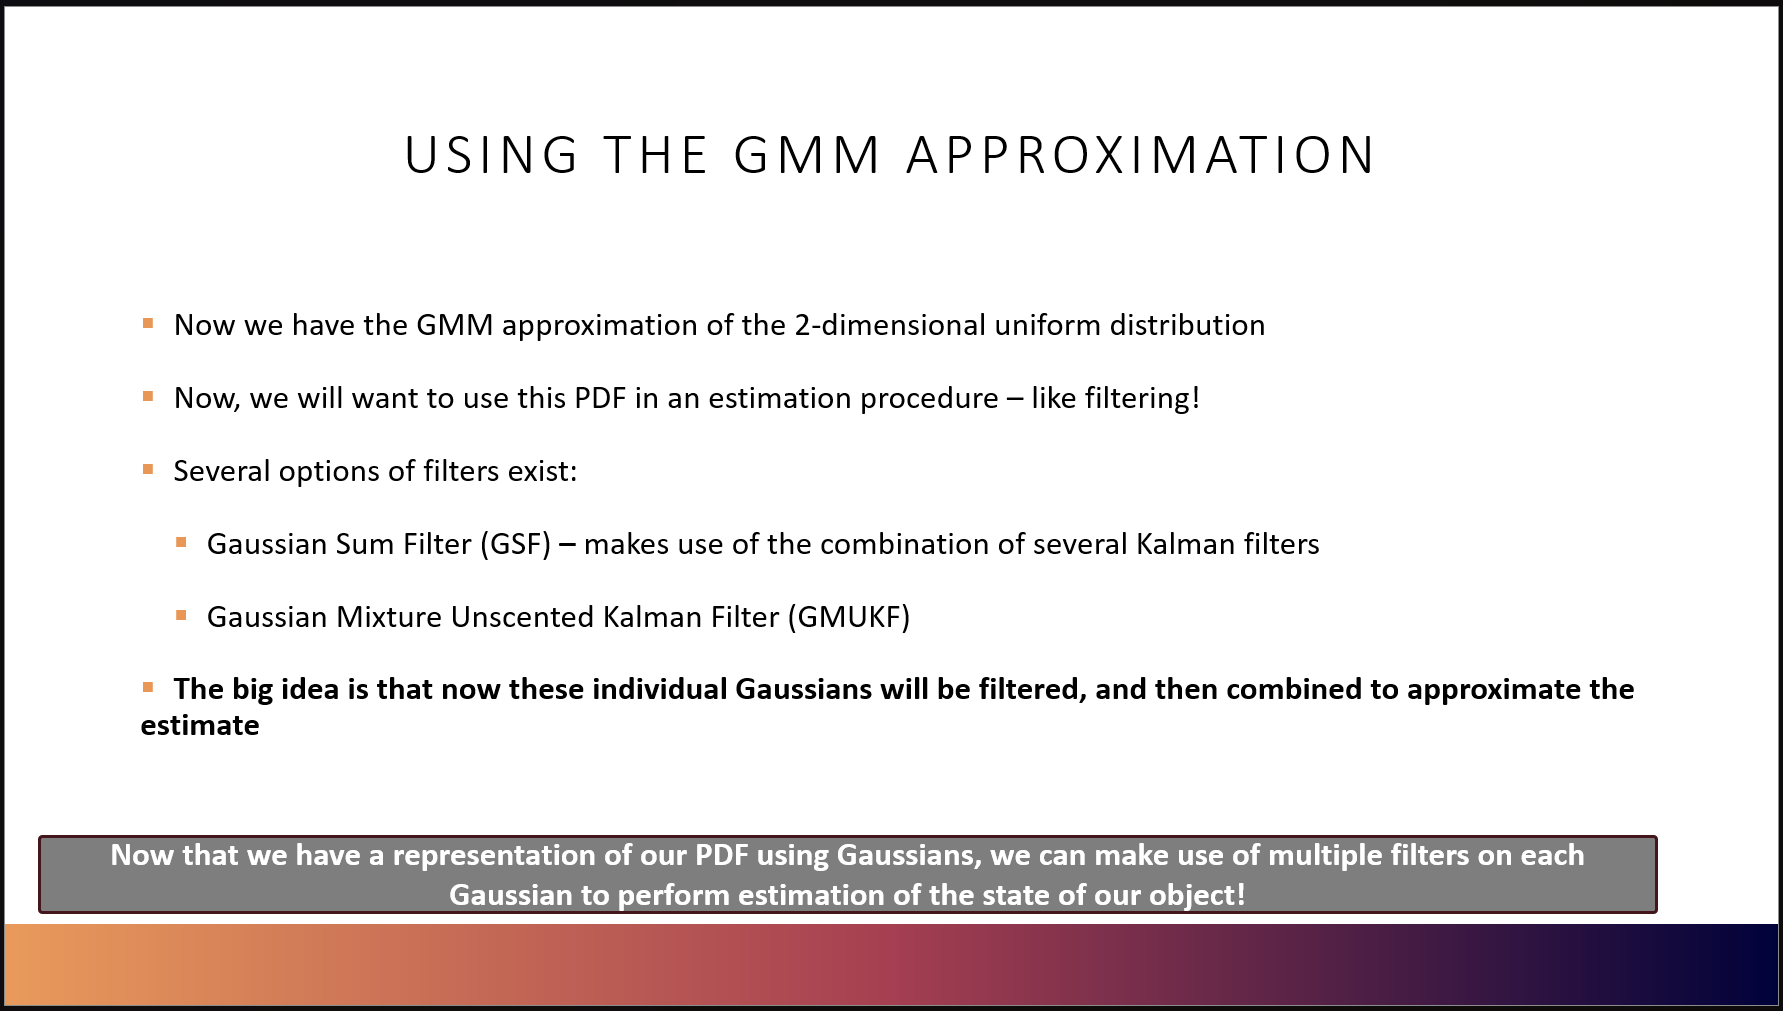 USING THE GMM APPROXIMATION
Now we have the GMM approximation of the 2-dimensional uniform distribution
Now, we will want to use this PDF in an estimation procedure – like filtering!
Several options of filters exist:
Gaussian Sum Filter (GSF) – makes use of the combination of several Kalman filters
Gaussian Mixture Unscented Kalman Filter (GMUKF)
The big idea is that now these individual Gaussians will be filtered, and then combined to approximate the
estimate
Now that we have a representation of our PDF using Gaussians, we can make use of multiple filters on each
Gaussian to perform estimation of the state of our object!